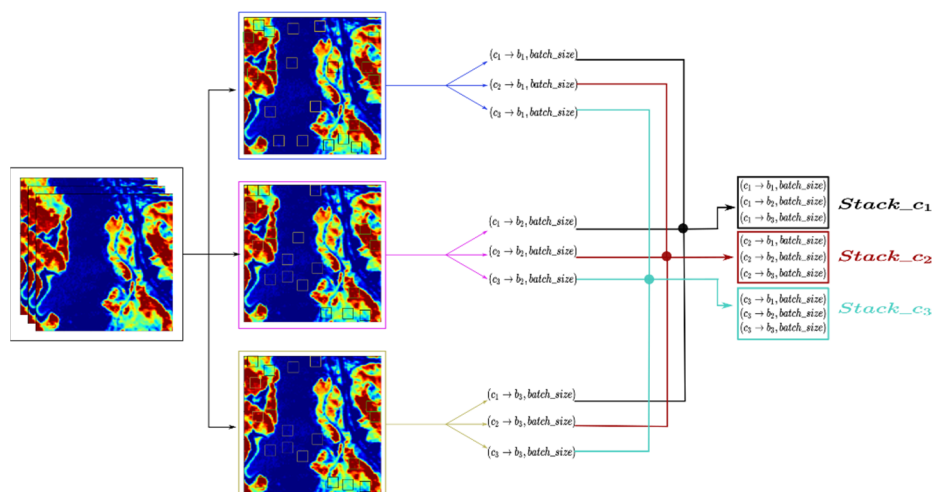 (c₁ → b₁, batch_size)
(c₂ → b₁, batch_size)
(c₃ → b₁, batch_size)
(c₁ → b₂, batch_size)
(c₂ → b₂, batch_size)
(c₃ → b₂, batch_size)
(c₁ → b₃, batch_size)
(c₂ → b₃, batch_size)
(c₃ → b₃, batch_size)
(c₁ → b₁, batch_size)
(c₁ → b₂, batch_size)
(c₁ → b₃, batch_size)
Stack_c₁
(c₂ → b₁, batch_size)
(c₂ → b₂, batch_size)
(c₂ → b₃, batch_size)
Stack_c₂
(c₃ → b₁, batch_size)
(c₃ → b₂, batch_size)
(c₃ → b₃, batch_size)
Stack_c₃